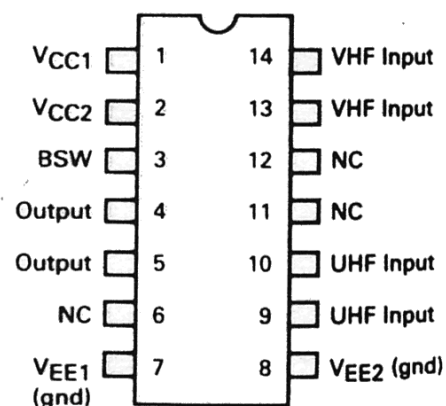 VCC1 1 14 VHF Input
VCC2 2 13 VHF Input
BSW 3 12 NC
Output 4 11 NC
Output 5 10 UHF Input
NC 6 9 UHF Input
VEE1 7 8 VEE2 (gnd)
(gnd)